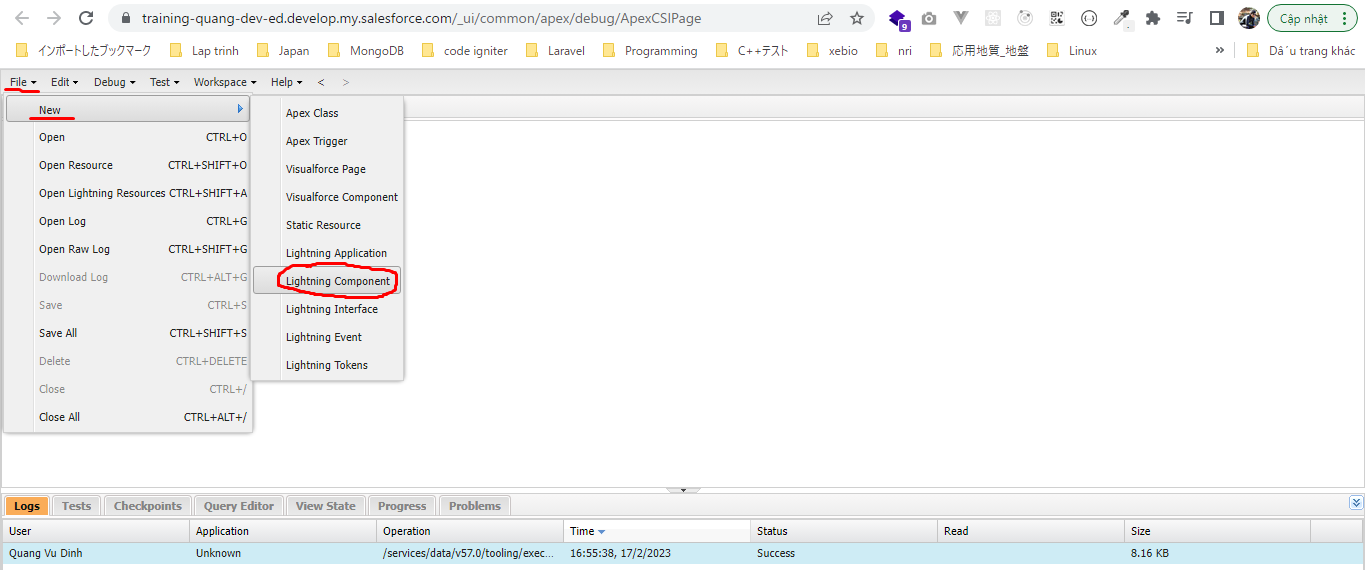 training-quang-dev-ed.develop.my.salesforce.com/_ui/common/apex/debug/ApexCSIPage
9
Cập nhật
インポートしたブックマーク Lap trinh Japan MongoDB code igniter Laravel Programming C++テスト xebio nri 応用地質_地盤 Linux » Dấu trang khác
File Edit Debug Test Workspace Help < >
New
Open CTRL+O
Open Resource CTRL+SHIFT+O
Open Lightning Resources CTRL+SHIFT+A
Open Log CTRL+G
Open Raw Log CTRL+SHIFT+G
Download Log CTRL+ALT+G
Save CTRL+S
Save All CTRL+SHIFT+S
Delete CTRL+DELETE
Close CTRL+/
Close All CTRL+ALT+/
Apex Class
Apex Trigger
Visualforce Page
Visualforce Component
Static Resource
Lightning Application
Lightning Component
Lightning Interface
Lightning Event
Lightning Tokens
Logs Tests Checkpoints Query Editor View State Progress Problems
User Application Operation Time Status Read Size
Quang Vu Dinh Unknown /services/data/v57.0/tooling/exec... 16:55:38, 17/2/2023 Success 8.16 KB